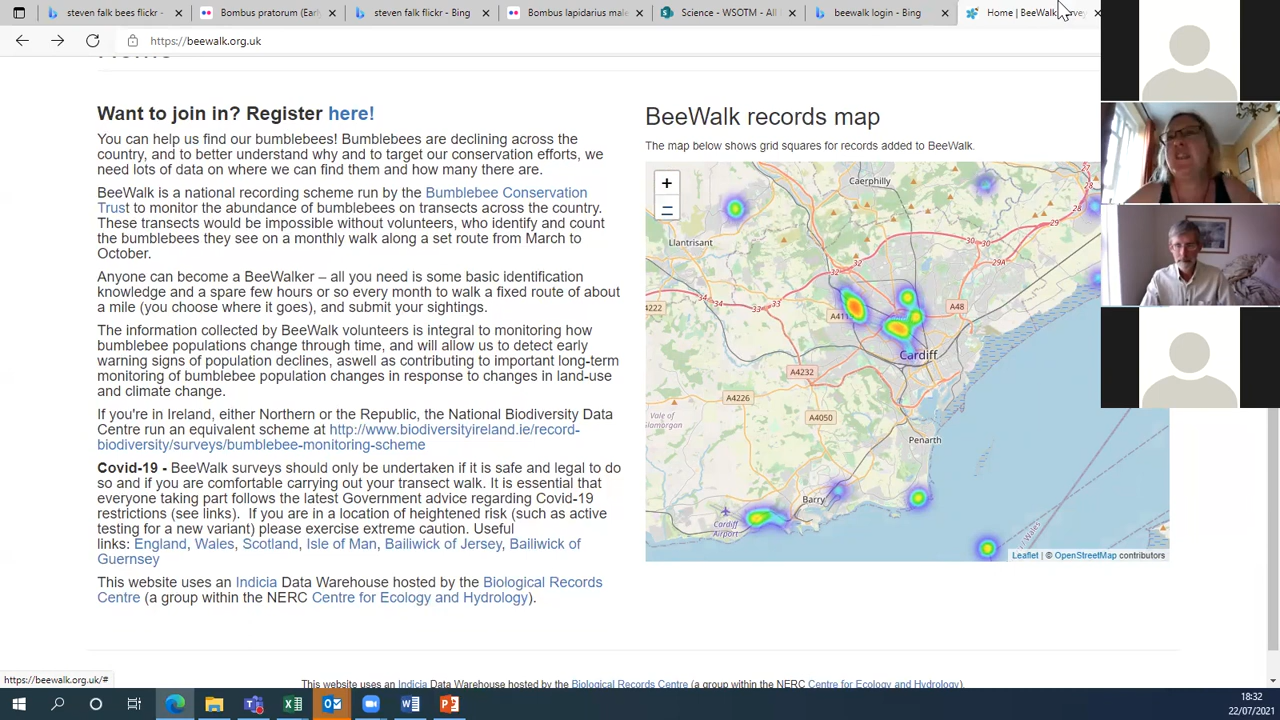 steven falk bees flickr -
Bombus pratorum (Earl
steven falk flickr - Bing
Bombus lapidarius male
Science - WSOTM - All
beewalk login - Bing
Home | BeeWalk Survey
https://beewalk.org.uk
Want to join in? Register here!
You can help us find our bumblebees! Bumblebees are declining across the
country, and to better understand why and to target our conservation efforts, we
need lots of data on where we can find them and how many there are.
BeeWalk is a national recording scheme run by the Bumblebee Conservation
Trust to monitor the abundance of bumblebees on transects across the country.
These transects would be impossible without volunteers, who identify and count
the bumblebees they see on a monthly walk along a set route from March to
October.
Anyone can become a BeeWalker – all you need is some basic identification
knowledge and a spare few hours or so every month to walk a fixed route of about
a mile (you choose where it goes), and submit your sightings.
The information collected by BeeWalk volunteers is integral to monitoring how
bumblebee populations change through time, and will allow us to detect early
warning signs of population declines, aswell as contributing to important long-term
monitoring of bumblebee population changes in response to changes in land-use
and climate change.
If you're in Ireland, either Northern or the Republic, the National Biodiversity Data
Centre run an equivalent scheme at http://www.biodiversityireland.ie/record-
biodiversity/surveys/bumblebee-monitoring-scheme
Covid-19 - BeeWalk surveys should only be undertaken if it is safe and legal to do
so and if you are comfortable carrying out your transect walk. It is essential that
everyone taking part follows the latest Government advice regarding Covid-19
restrictions (see links). If you are in a location of heightened risk (such as active
testing for a new variant) please exercise extreme caution. Useful
links: England, Wales, Scotland, Isle of Man, Bailiwick of Jersey, Bailiwick of
Guernsey
This website uses an Indicia Data Warehouse hosted by the Biological Records
Centre (a group within the NERC Centre for Ecology and Hydrology).
BeeWalk records map
The map below shows grid squares for records added to BeeWalk.
+
–
Caerphilly
28
Llantrisant
29
30
30
29A
32
32
33
34
34
A4222
A411
A48
Cardiff
A4232
A4226
Vale of
Glamorgan
A4050
Penarth
Barry
Cardiff
Airport
Wales
Leaflet | © OpenStreetMap contributors
https://beewalk.org.uk/#
This website uses an Indicia Data Warehouse hosted by the Biological Records Centre (a group within the NERC Centre for Ecology and Hydrology).
18:32
22/07/2021